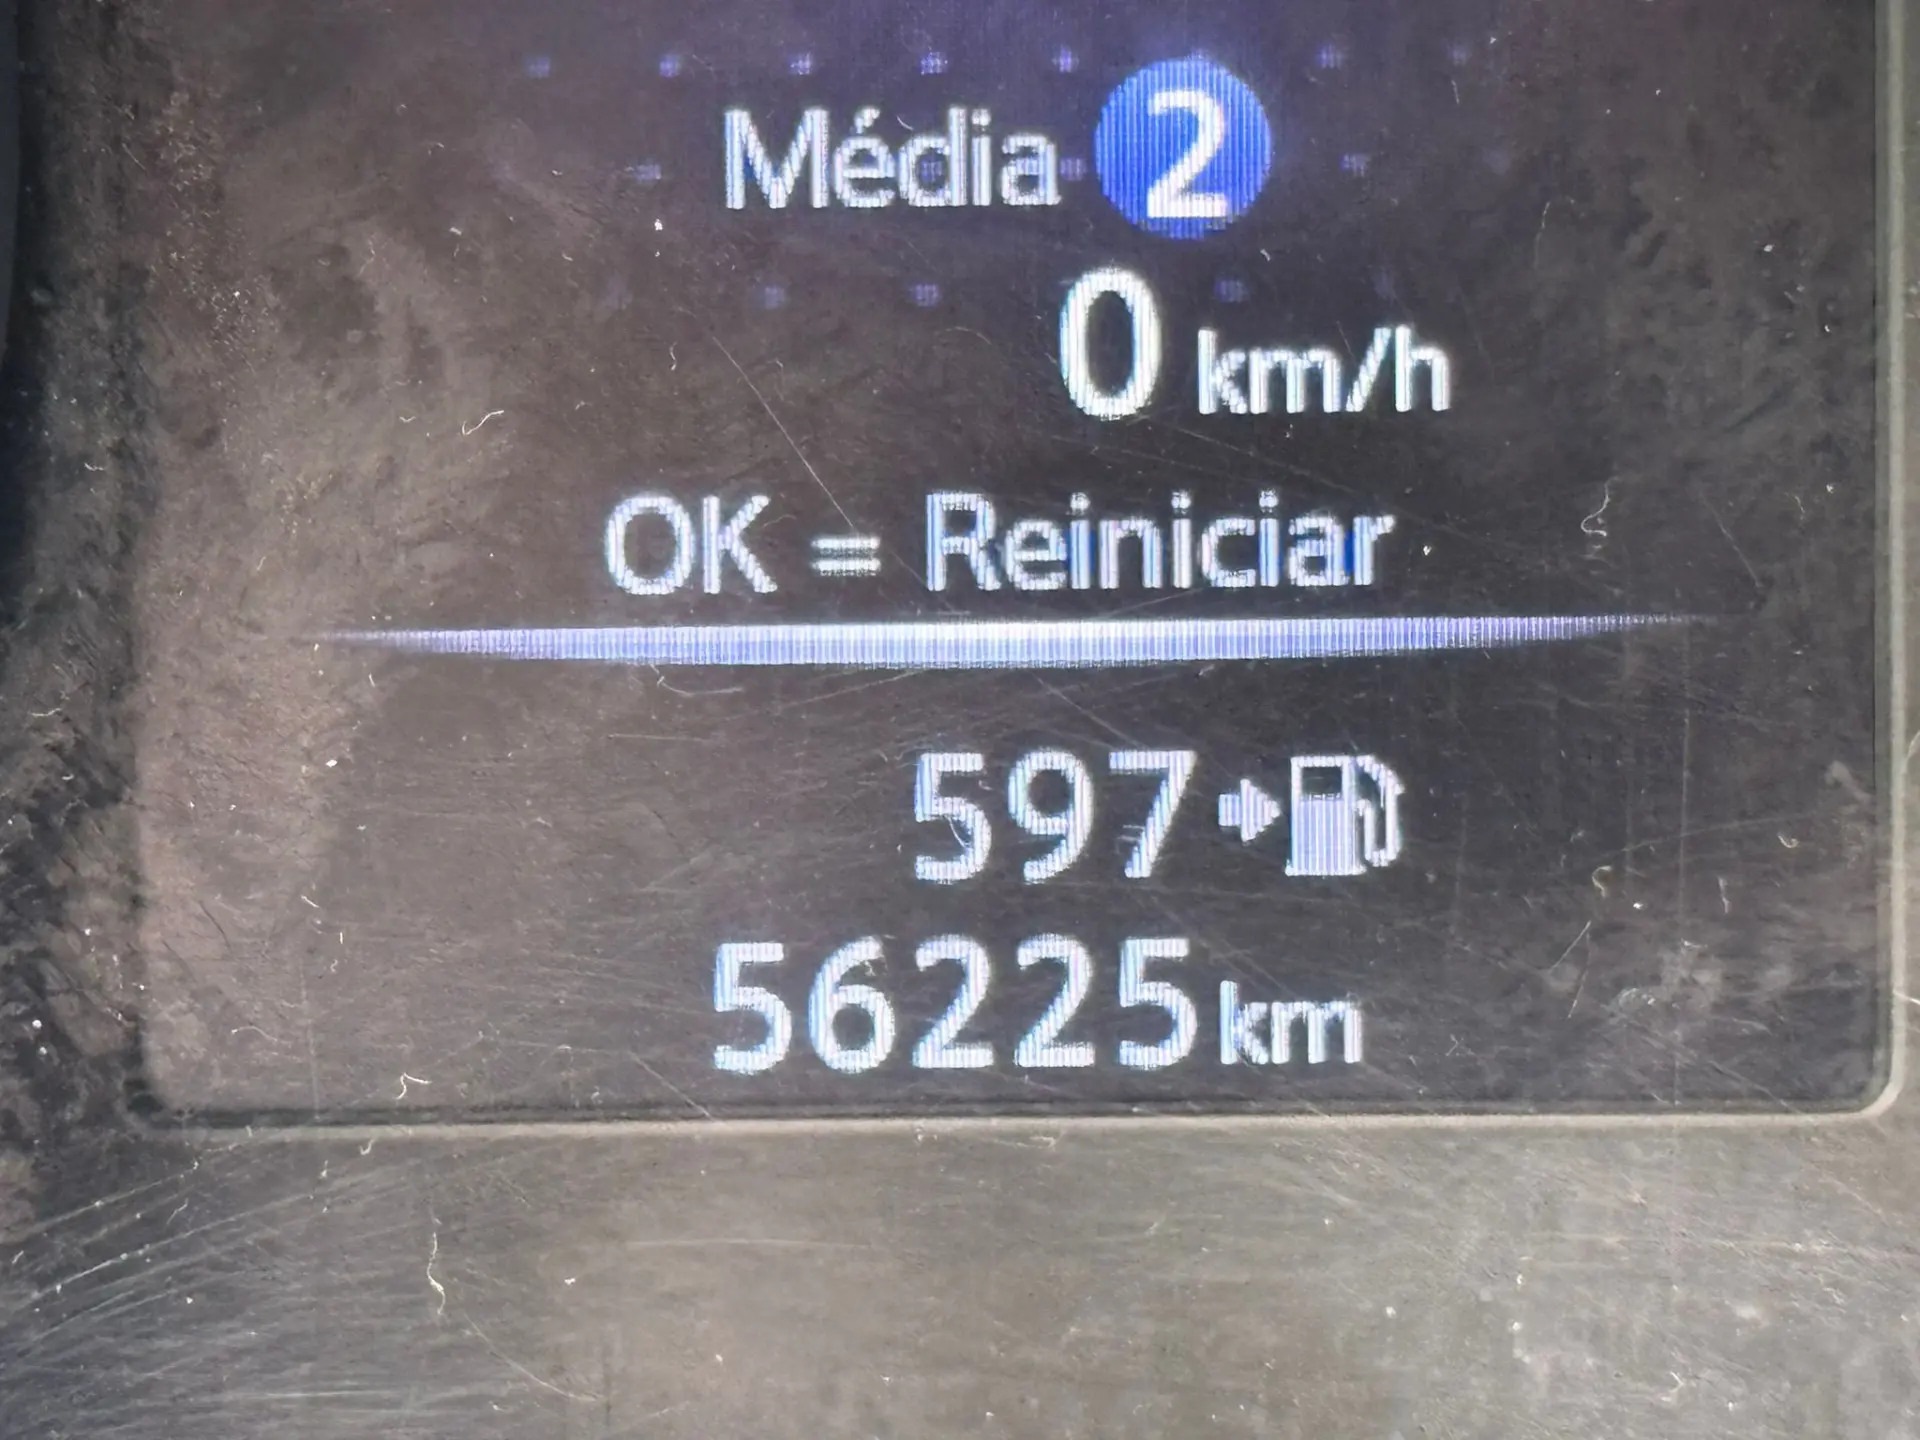 Média 2
0 km/h
OK = Reiniciar
597
56225 km